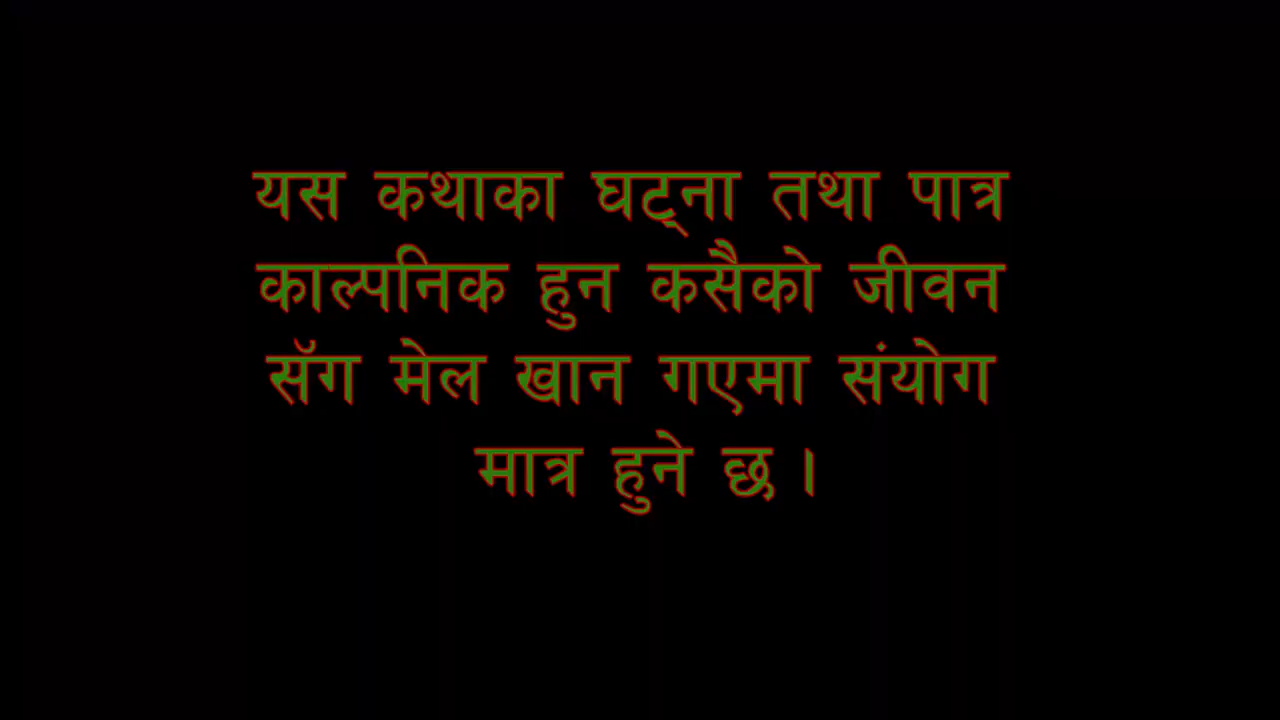 यस कथाका घट्ना तथा पात्र
काल्पनिक हुन कसैको जीवन
सॅग मेल खान गएमा संयोग
मात्र हुने छ ।